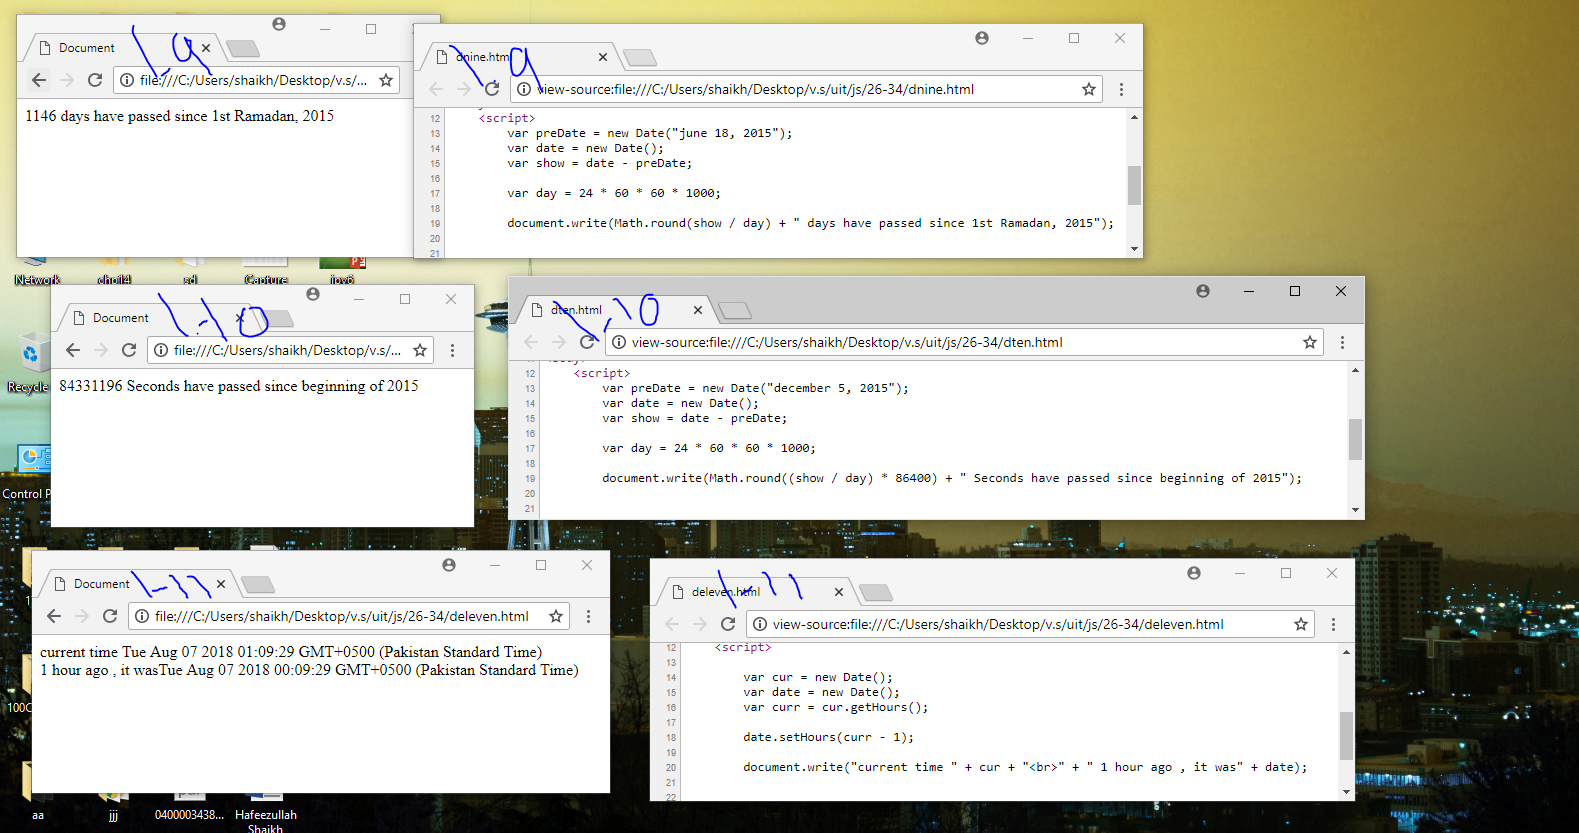 Document
1-9
file:///C:/Users/shaikh/Desktop/v.s/...
1146 days have passed since 1st Ramadan, 2015
dnine.html
1.9
view-source:file:///C:/Users/shaikh/Desktop/v.s/uit/js/26-34/dnine.html
12 <script>
13 var preDate = new Date("june 18, 2015");
14 var date = new Date();
15 var show = date - preDate;
16
17 var day = 24 * 60 * 60 * 1000;
18
19 document.write(Math.round(show / day) + " days have passed since 1st Ramadan, 2015");
20
21
Network
chp14
sd
Capture
ipv6
Document
1-10
file:///C:/Users/shaikh/Desktop/v.s/...
84331196 Seconds have passed since beginning of 2015
dten.html
1.10
view-source:file:///C:/Users/shaikh/Desktop/v.s/uit/js/26-34/dten.html
12 <script>
13 var preDate = new Date("december 5, 2015");
14 var date = new Date();
15 var show = date - preDate;
16
17 var day = 24 * 60 * 60 * 1000;
18
19 document.write(Math.round((show / day) * 86400) + " Seconds have passed since beginning of 2015");
20
21
Recycle
Control P
Document
1-11
file:///C:/Users/shaikh/Desktop/v.s/uit/js/26-34/deleven.html
current time Tue Aug 07 2018 01:09:29 GMT+0500 (Pakistan Standard Time)
1 hour ago , it wasTue Aug 07 2018 00:09:29 GMT+0500 (Pakistan Standard Time)
deleven.html
1-11
view-source:file:///C:/Users/shaikh/Desktop/v.s/uit/js/26-34/deleven.html
12 <script>
13
14 var cur = new Date();
15 var date = new Date();
16 var curr = cur.getHours();
17
18 date.setHours(curr - 1);
19
20 document.write("current time " + cur + "<br>" + " 1 hour ago , it was" + date);
21
22
aa
jjj
0400003438...
Hafeezullah
Shaikh